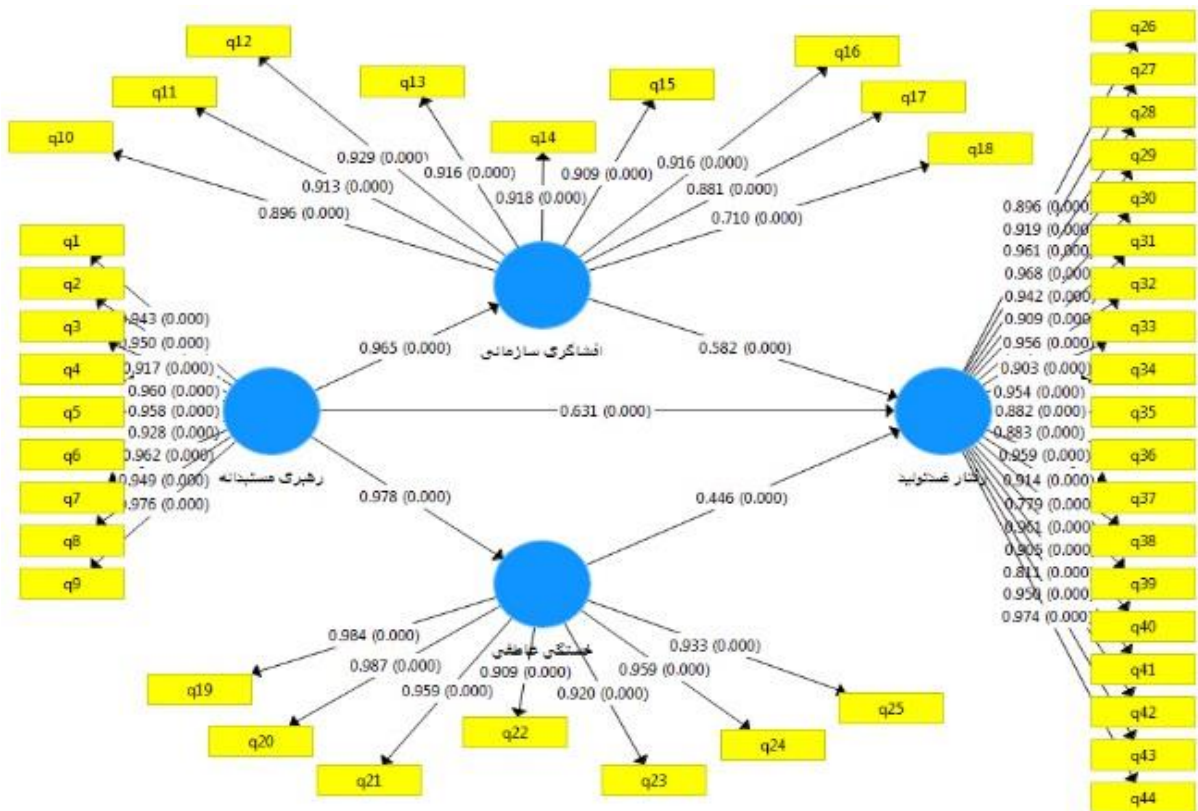 q12
q16
q26
q13
q15
q27
q11
q17
q28
q10
q14
q18
q29
q30
0.929 (0.000)
0.916 (0.000)
0.909 (0.000)
0.916 (0.000)
0.913 (0.000)
0.918 (0.000)
0.881 (0.000)
0.896 (0.000)
0.710 (0.000)
q1
q2
q3
q4
q5
q6
q7
q8
q9
0.943 (0.000)
0.950 (0.000)
0.917 (0.000)
0.960 (0.000)
0.958 (0.000)
0.928 (0.000)
0.962 (0.000)
0.949 (0.000)
0.976 (0.000)
افشاگری سازمانی
0.965 (0.000)
0.582 (0.000)
0.631 (0.000)
رهبری مستبدانه
رفتار ضدتولید
0.978 (0.000)
0.446 (0.000)
خستگی عاطفی
0.984 (0.000)
0.987 (0.000)
0.959 (0.000)
0.909 (0.000)
0.920 (0.000)
0.959 (0.000)
0.933 (0.000)
q19
q20
q21
q22
q23
q24
q25
0.896 (0.000)
0.919 (0.000)
0.961 (0.000)
0.968 (0.000)
0.942 (0.000)
0.909 (0.000)
0.956 (0.000)
0.903 (0.000)
0.954 (0.000)
0.882 (0.000)
0.883 (0.000)
0.959 (0.000)
0.914 (0.000)
0.779 (0.000)
0.961 (0.000)
0.905 (0.000)
0.811 (0.000)
0.950 (0.000)
0.974 (0.000)
q31
q32
q33
q34
q35
q36
q37
q38
q39
q40
q41
q42
q43
q44